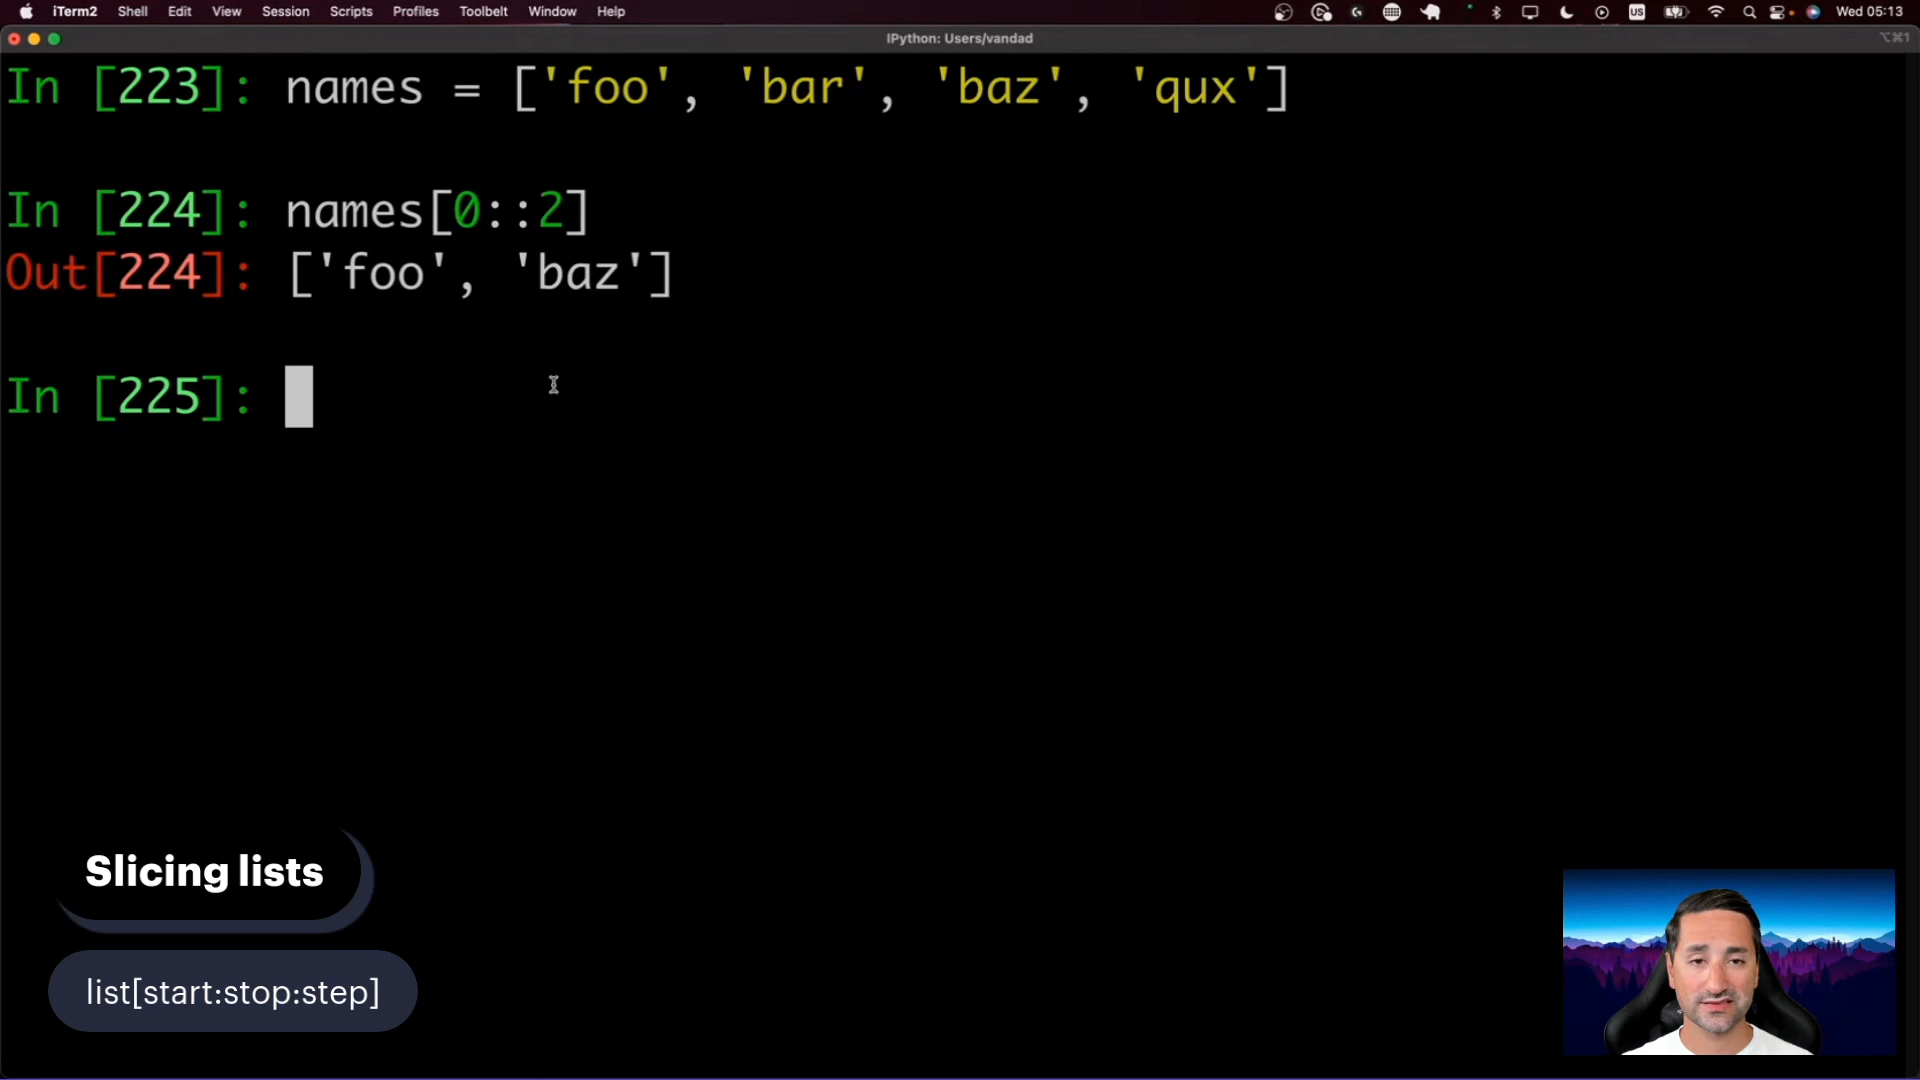 iTerm2 Shell Edit View Session Scripts Profiles Toolbelt Window Help US Wed 05:13
IPython: Users/vandad ⌥⌘1
In [223]: names = ['foo', 'bar', 'baz', 'qux']
In [224]: names[0::2]
Out[224]: ['foo', 'baz']
In [225]:
Slicing lists
list[start:stop:step]